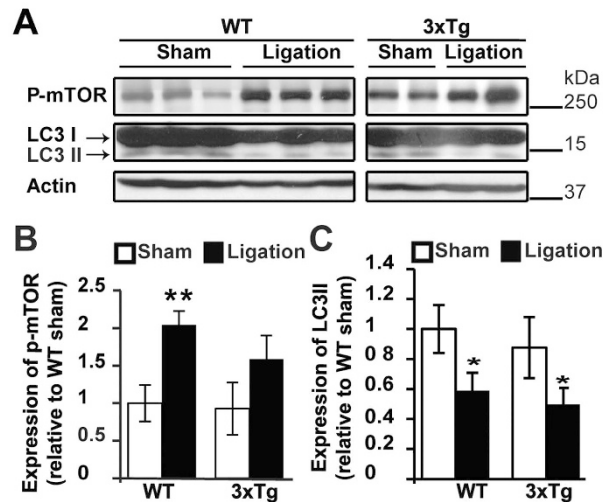 A
WT 3xTg
Sham Ligation Sham Ligation
kDa
P-mTOR 250
LC3 I → 15
LC3 II →
Actin 37
B C
Sham Ligation Sham Ligation
Expression of p-mTOR
(relative to WT sham)
2.5
2
1.5
1
0.5
0
**
WT 3xTg
Expression of LC3II
(relative to WT sham)
1.4
1.2
1
0.8
0.6
0.4
0.2
0
* *
WT 3xTg